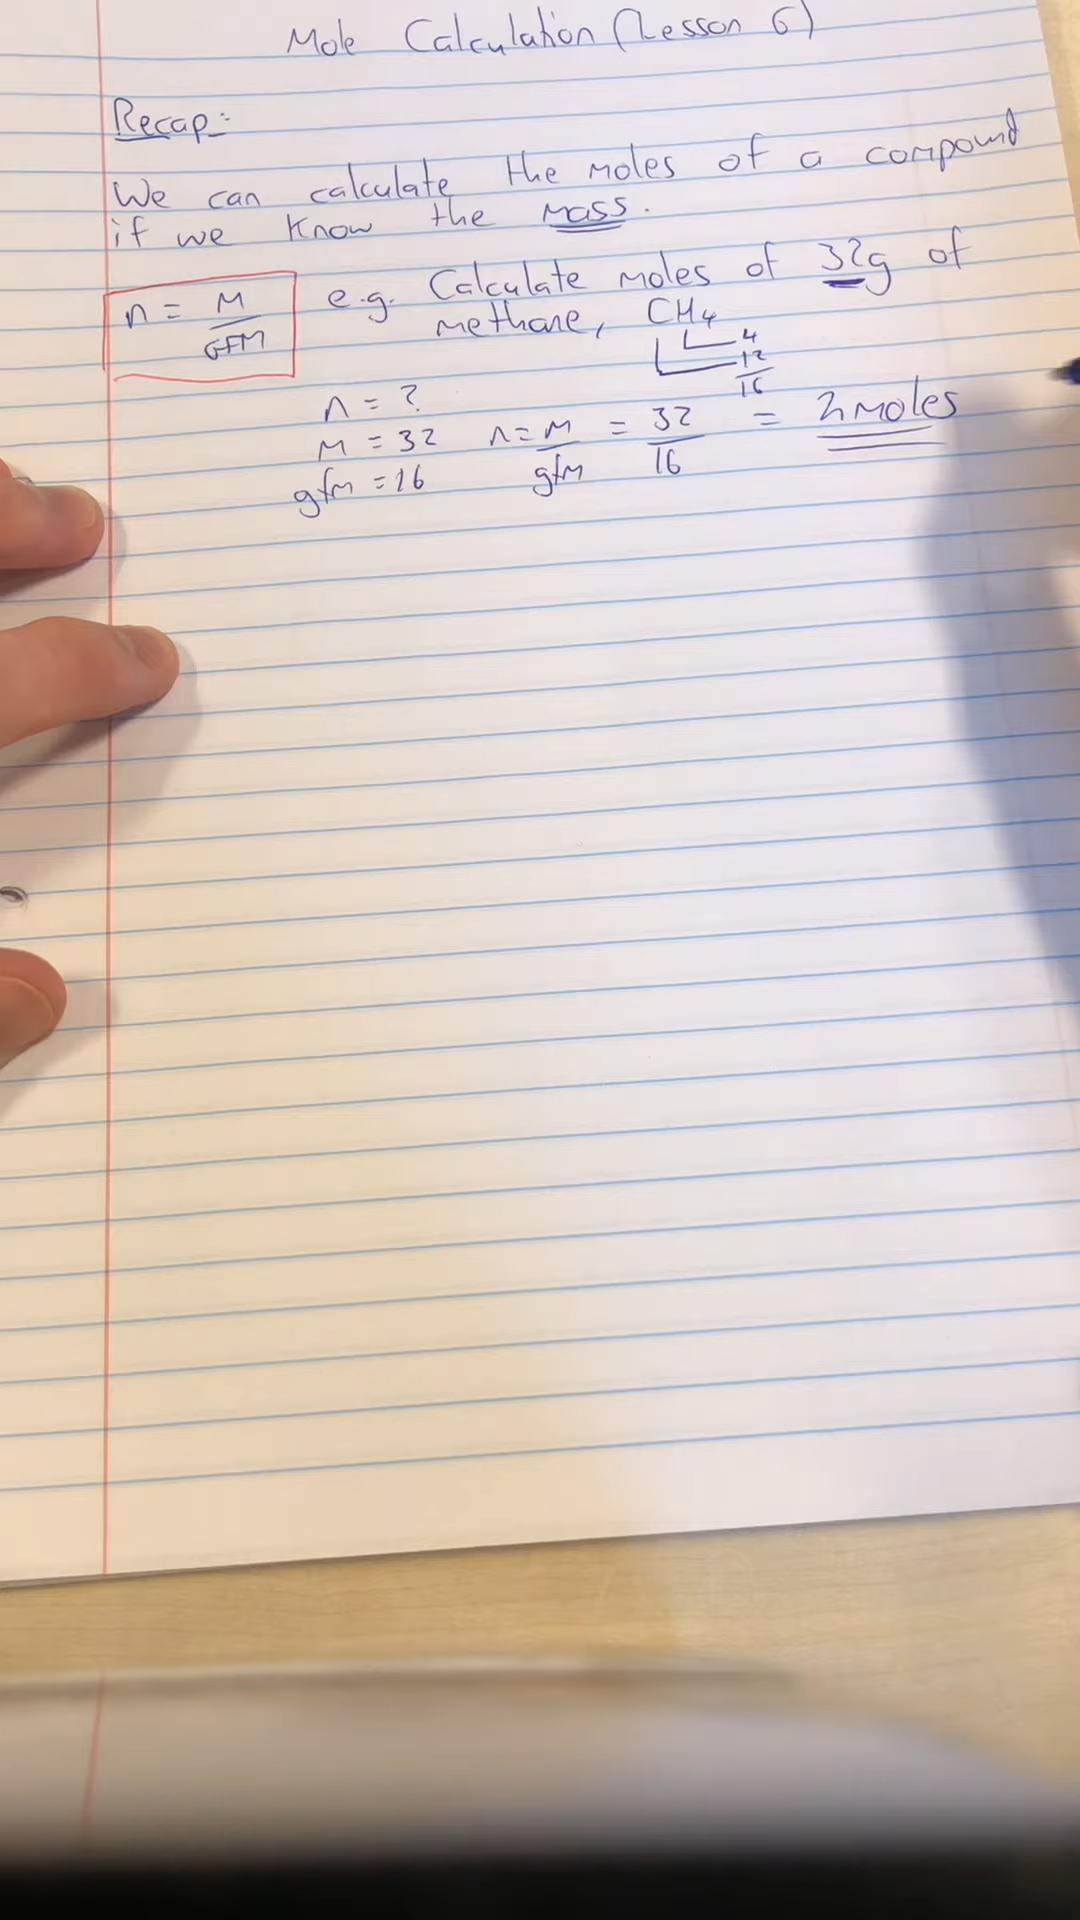 Mole Calculation (Lesson 6)
Recap:
We can calculate the moles of a compound
if we know the mass.
n = M / GFM
e.g. Calculate moles of 32g of
methane, CH₄
4
12
16
n = ?
M = 32
gfm = 16
n = M / gfm = 32 / 16 = 2 moles